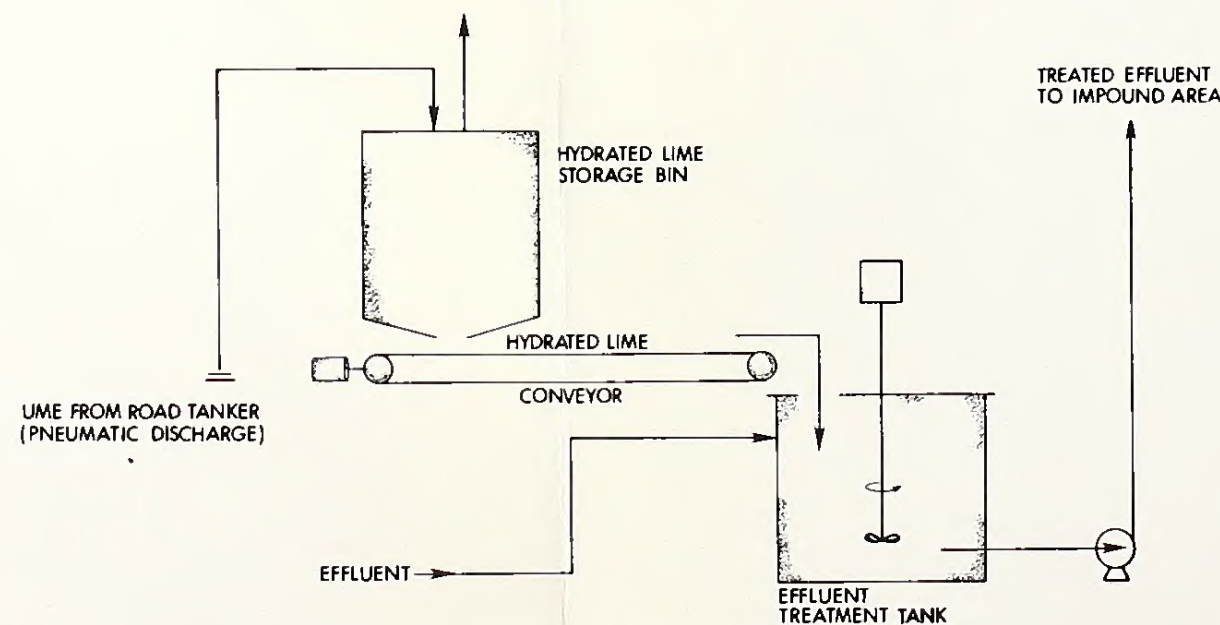 TREATED EFFLUENT
TO IMPOUND AREA
HYDRATED LIME
STORAGE BIN
HYDRATED LIME
CONVEYOR
UME FROM ROAD TANKER
(PNEUMATIC DISCHARGE)
EFFLUENT
EFFLUENT
TREATMENT TANK